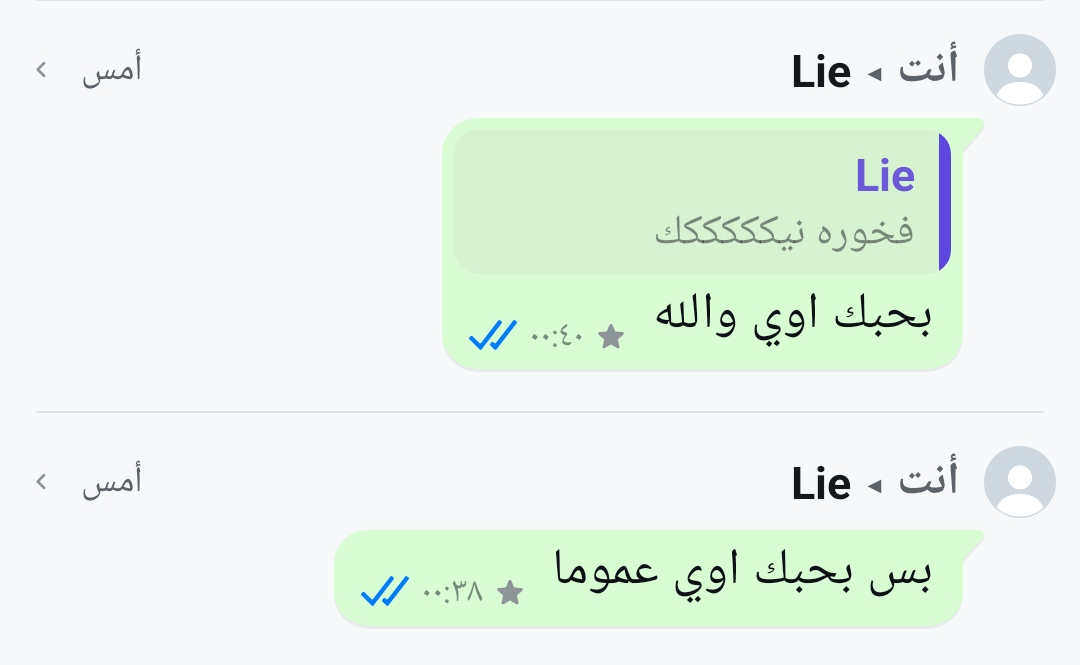 أنت ◂ Lie
أمس
Lie
فخوره نيككككككك
بحبك اوي والله
٠٠:٤٠
أنت ◂ Lie
أمس
بس بحبك اوي عموما
٠٠:٣٨